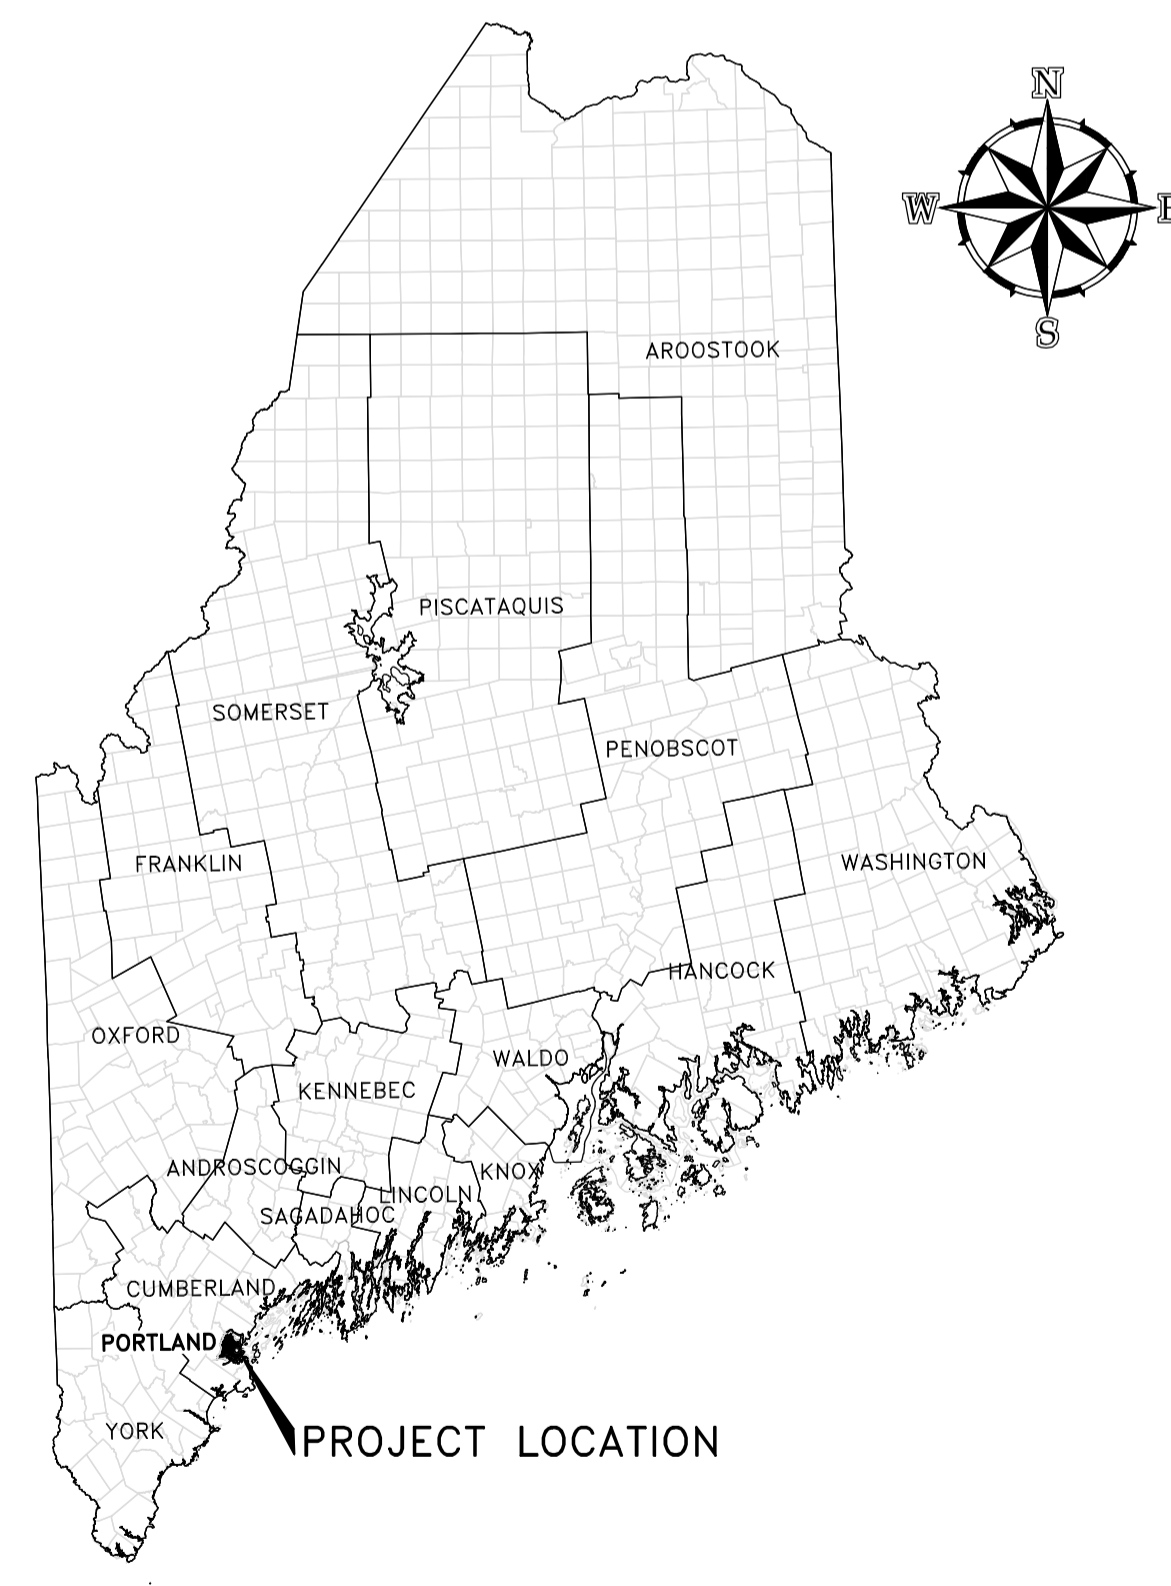 N
W
E
S
AROOSTOOK
PISCATAQUIS
SOMERSET
PENOBSCOT
FRANKLIN
WASHINGTON
HANCOCK
OXFORD
WALDO
KENNEBEC
ANDROSCOGGIN
KNOX
LINCOLN
SAGADAHOC
CUMBERLAND
PORTLAND
YORK
PROJECT LOCATION